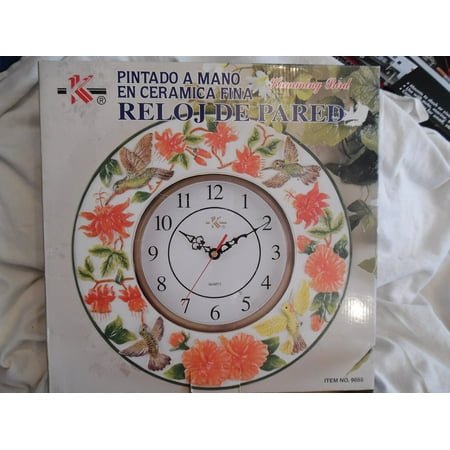 K
®
PINTADO A MANO
EN CERAMICA FINA
Humming Bird
RELOJ DE PARED
12
11 1
10 2
9 3
8 4
7 5
6
K
QUARTZ
ITEM NO. 9655